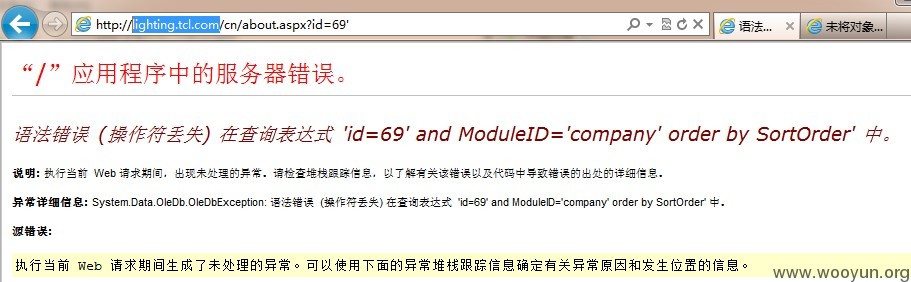 http://lighting.tcl.com/cn/about.aspx?id=69'
语法... ×
未将对象...
“/”应用程序中的服务器错误。
语法错误 (操作符丢失) 在查询表达式 'id=69' and ModuleID='company' order by SortOrder' 中。
说明: 执行当前 Web 请求期间，出现未处理的异常。请检查堆栈跟踪信息，以了解有关该错误以及代码中导致错误的出处的详细信息。
异常详细信息: System.Data.OleDb.OleDbException: 语法错误 (操作符丢失) 在查询表达式 'id=69' and ModuleID='company' order by SortOrder' 中。
源错误:
执行当前 Web 请求期间生成了未处理的异常。可以使用下面的异常堆栈跟踪信息确定有关异常原因和发生位置的信息。
www.wooyun.org